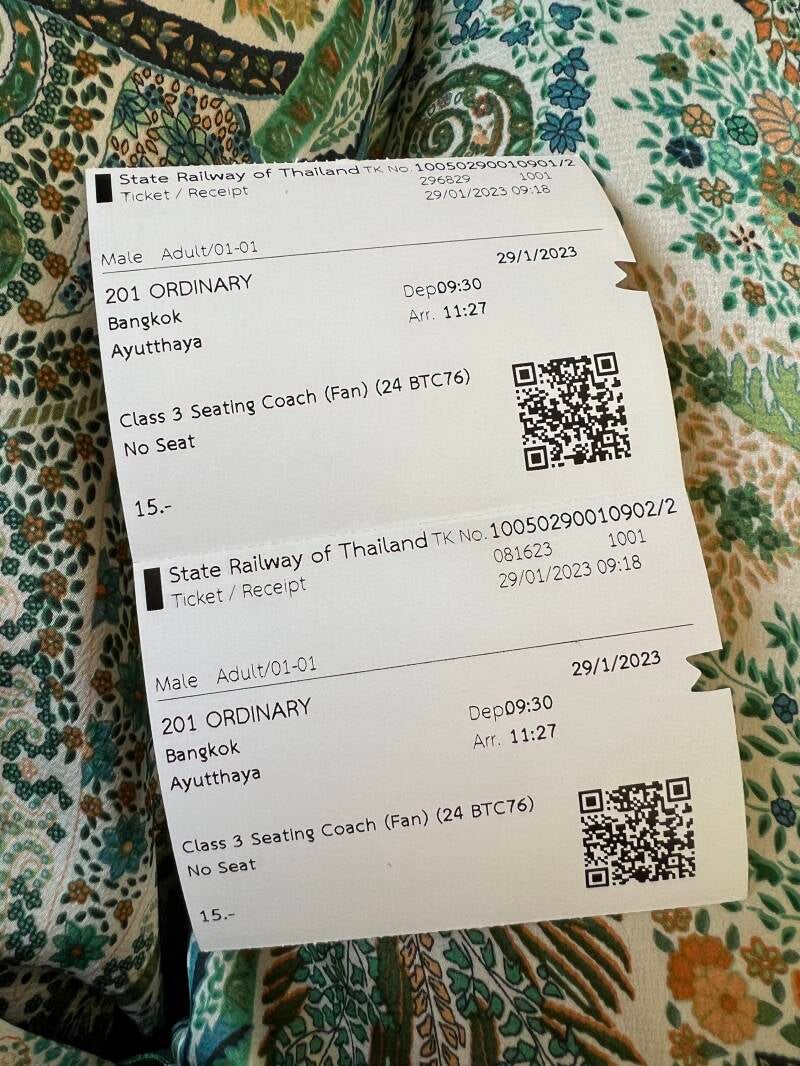 State Railway of Thailand TK No. 10050290010901/2
Ticket / Receipt 296829 1001
29/01/2023 09:18
Male Adult/01-01
29/1/2023
201 ORDINARY Dep09:30
Bangkok Arr. 11:27
Ayutthaya
Class 3 Seating Coach (Fan) (24 BTC76)
No Seat
15.-
State Railway of Thailand TK No. 10050290010902/2
Ticket / Receipt 081623 1001
29/01/2023 09:18
Male Adult/01-01
29/1/2023
201 ORDINARY Dep09:30
Bangkok Arr. 11:27
Ayutthaya
Class 3 Seating Coach (Fan) (24 BTC76)
No Seat
15.-